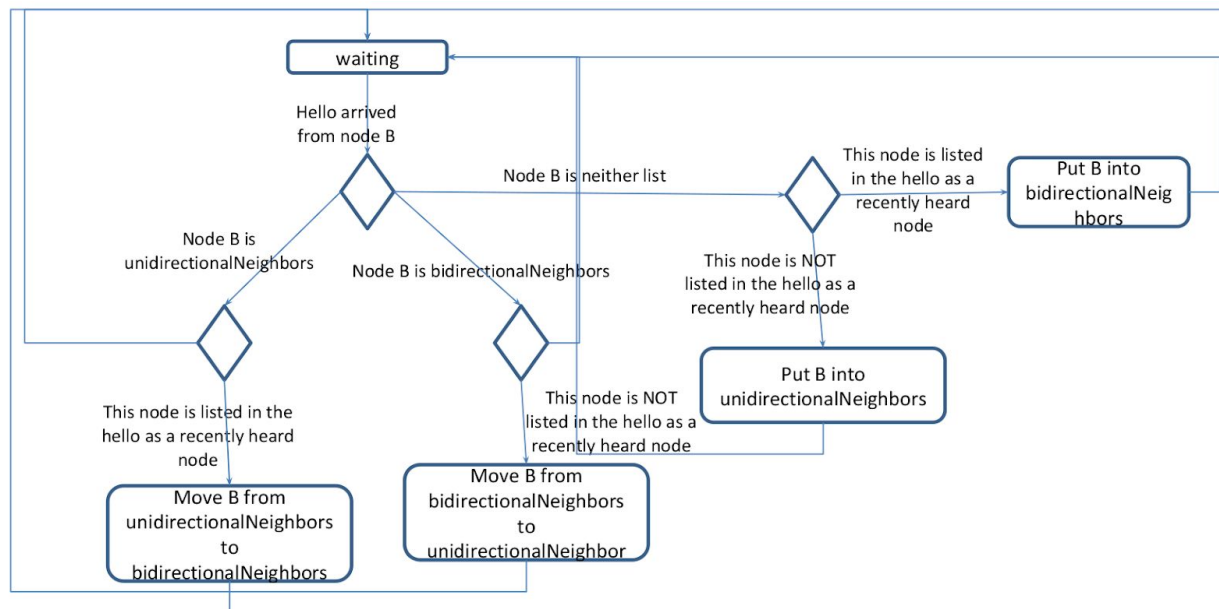 waiting
Hello arrived
from node B
Node B is neither list
This node is listed
in the hello as a
recently heard
node
Put B into
bidirectionalNeig
hbors
Node B is
unidirectionalNeighbors
Node B is bidirectionalNeighbors
This node is NOT
listed in the hello as a
recently heard node
Put B into
unidirectionalNeighbors
This node is listed in the
hello as a recently heard
node
This node is NOT
listed in the hello as a
recently heard node
Move B from
unidirectionalNeighbors
to
bidirectionalNeighbors
Move B from
bidirectionalNeighbors
to
unidirectionalNeighbor